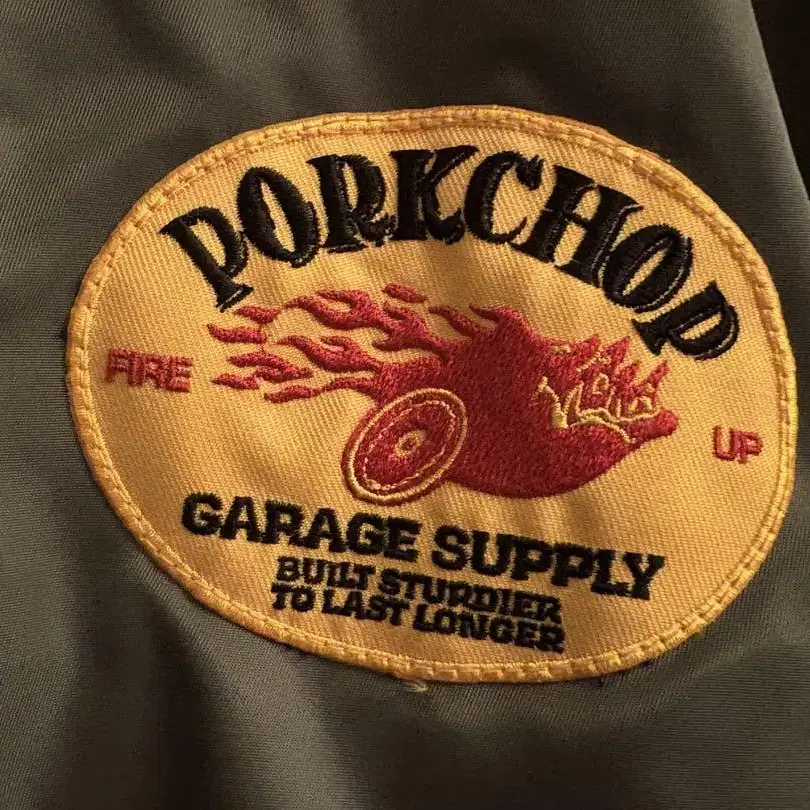 PORKCHOP
FIRE UP
GARAGE SUPPLY
BUILT STURDIER
TO LAST LONGER